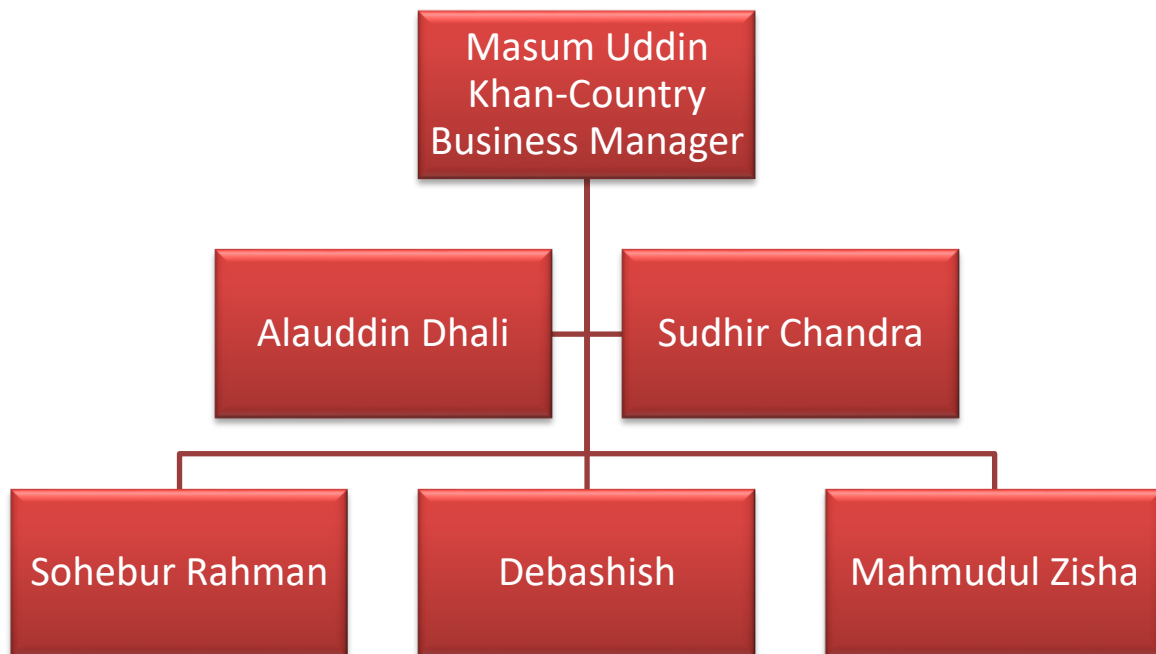 Masum Uddin
Khan-Country
Business Manager
Alauddin Dhali
Sudhir Chandra
Sohebur Rahman
Debashish
Mahmudul Zisha